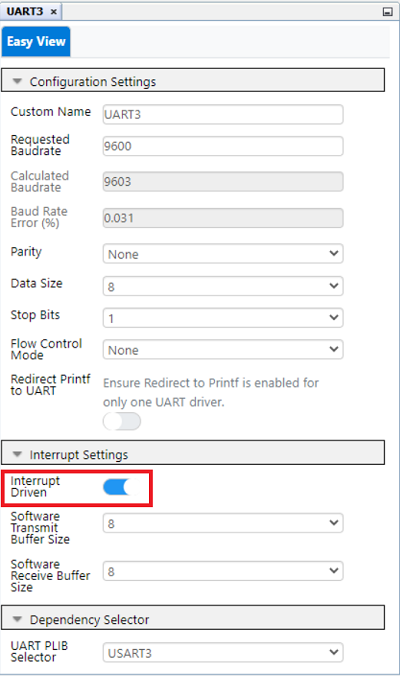 UART3 ×
Easy View
Configuration Settings
Custom Name
UART3
Requested
Baudrate
9600
Calculated
Baudrate
9603
Baud Rate
Error (%)
0.031
Parity
None
Data Size
8
Stop Bits
1
Flow Control
Mode
None
Redirect Printf
to UART
Ensure Redirect to Printf is enabled for
only one UART driver.
Interrupt Settings
Interrupt
Driven
Software
Transmit
Buffer Size
8
Software
Receive Buffer
Size
8
Dependency Selector
UART PLIB
Selector
USART3